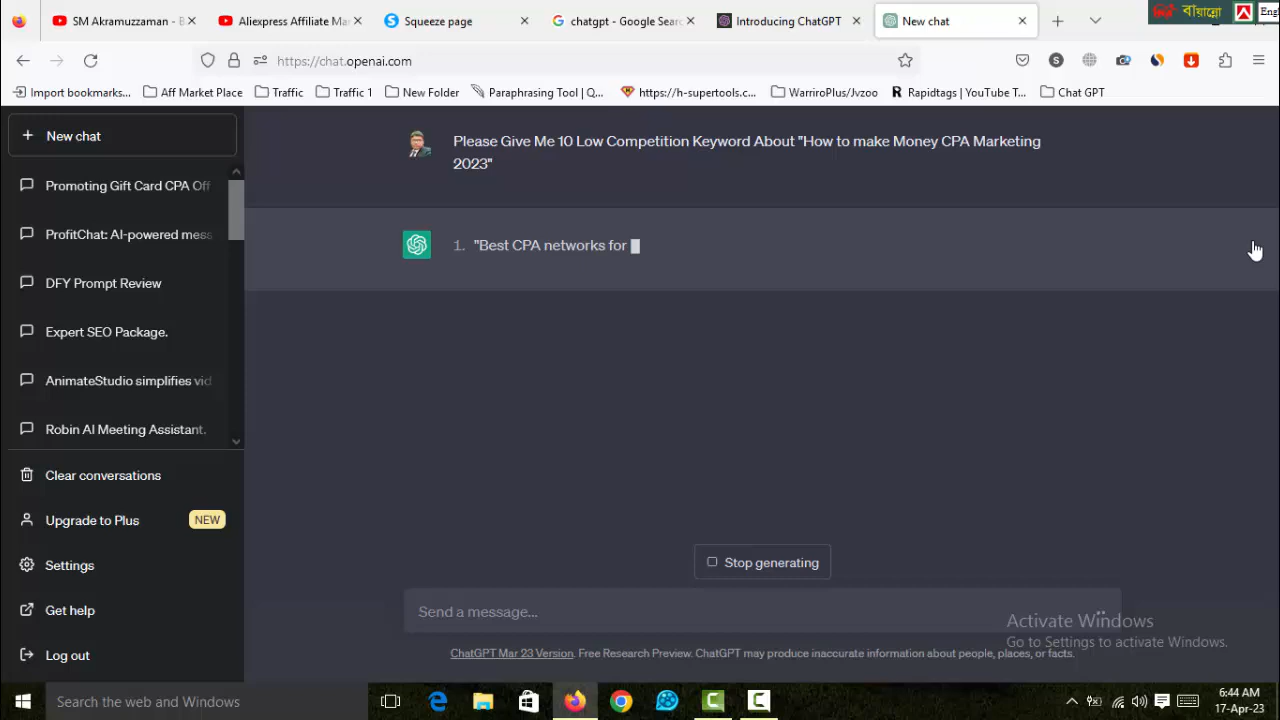 SM Akramuzzaman - B
Aliexpress Affiliate Ma
Squeeze page
chatgpt - Google Searc
Introducing ChatGPT
New chat
বায়ান্নো
Eng
https://chat.openai.com
Import bookmarks...
Aff Market Place
Traffic
Traffic 1
New Folder
Paraphrasing Tool | Q...
https://h-supertools.c...
WarriroPlus/Jvzoo
Rapidtags | YouTube T...
Chat GPT
+ New chat
Please Give Me 10 Low Competition Keyword About "How to make Money CPA Marketing
2023"
Promoting Gift Card CPA Off
ProfitChat: AI-powered mess
1. "Best CPA networks for
DFY Prompt Review
Expert SEO Package.
AnimateStudio simplifies vid
Robin AI Meeting Assistant.
Clear conversations
Upgrade to Plus NEW
Settings
Get help
Log out
Stop generating
Send a message...
Activate Windows
Go to Settings to activate Windows.
ChatGPT Mar 23 Version. Free Research Preview. ChatGPT may produce inaccurate information about people, places, or facts.
Search the web and Windows
6:44 AM
17-Apr-23